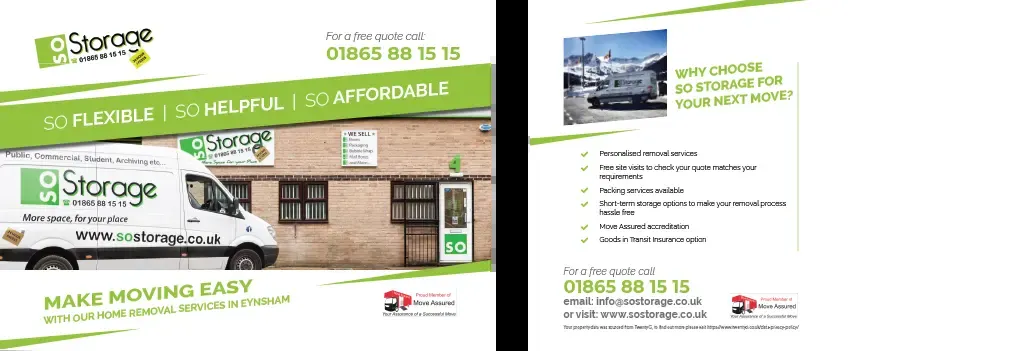 so Storage
☎ 01865 88 15 15
For a free quote call:
01865 88 15 15
SO FLEXIBLE | SO HELPFUL | SO AFFORDABLE
so Storage
☎ 01865 88 15 15
More Space For your Place
WE SELL
Public, Commercial, Student, Archiving etc...
so Storage
☎ 01865 88 15 15
More space, for your place
www.sostorage.co.uk
4
so
MAKE MOVING EASY
WITH OUR HOME REMOVAL SERVICES IN EYNSHAM
Proud Member of
Move Assured
Your Assurance of a Successful Move
WHY CHOOSE
SO STORAGE FOR
YOUR NEXT MOVE?
Personalised removal services
Free site visits to check your quote matches your
requirements
Packing services available
Short-term storage options to make your removal process
hassle free
Move Assured accreditation
Goods in Transit Insurance option
For a free quote call
01865 88 15 15
email: info@sostorage.co.uk
or visit: www.sostorage.co.uk
Proud Member of
Move Assured
Your Assurance of a Successful Move